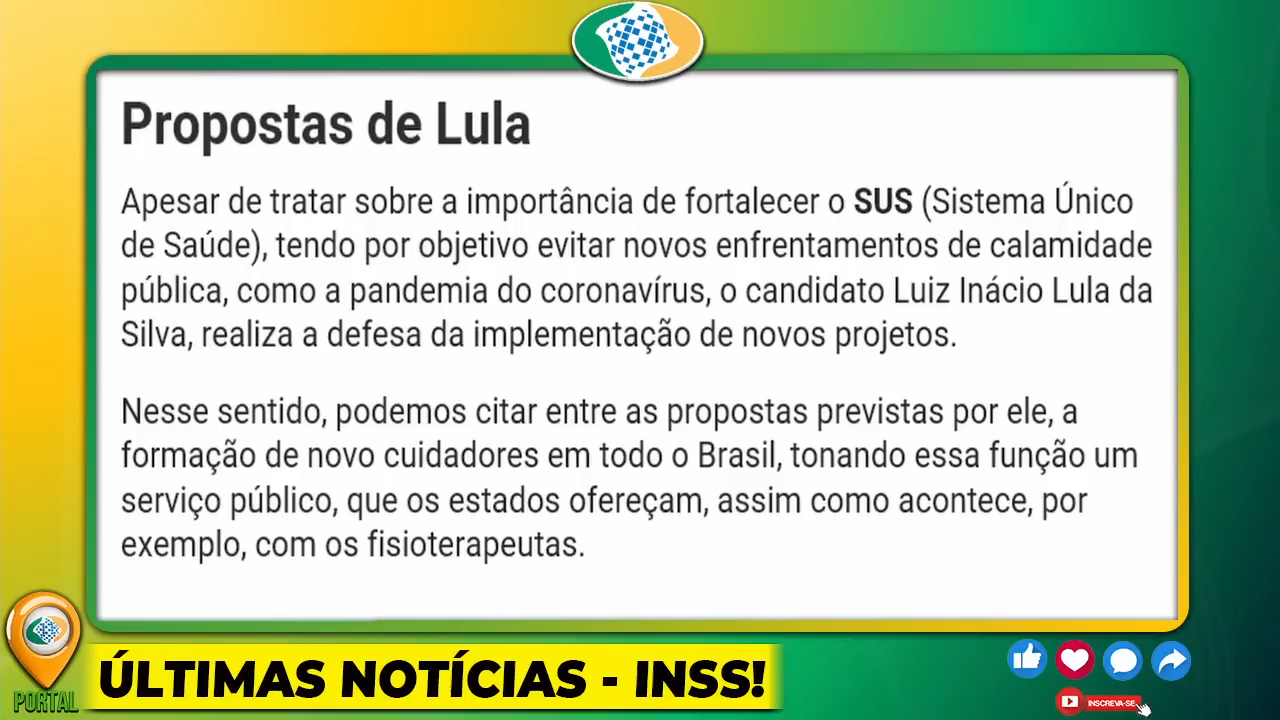 Propostas de Lula
Apesar de tratar sobre a importância de fortalecer o SUS (Sistema Único
de Saúde), tendo por objetivo evitar novos enfrentamentos de calamidade
pública, como a pandemia do coronavírus, o candidato Luiz Inácio Lula da
Silva, realiza a defesa da implementação de novos projetos.
Nesse sentido, podemos citar entre as propostas previstas por ele, a
formação de novo cuidadores em todo o Brasil, tonando essa função um
serviço público, que os estados ofereçam, assim como acontece, por
exemplo, com os fisioterapeutas.
PORTAL
ÚLTIMAS NOTÍCIAS - INSS!
INSCREVA-SE